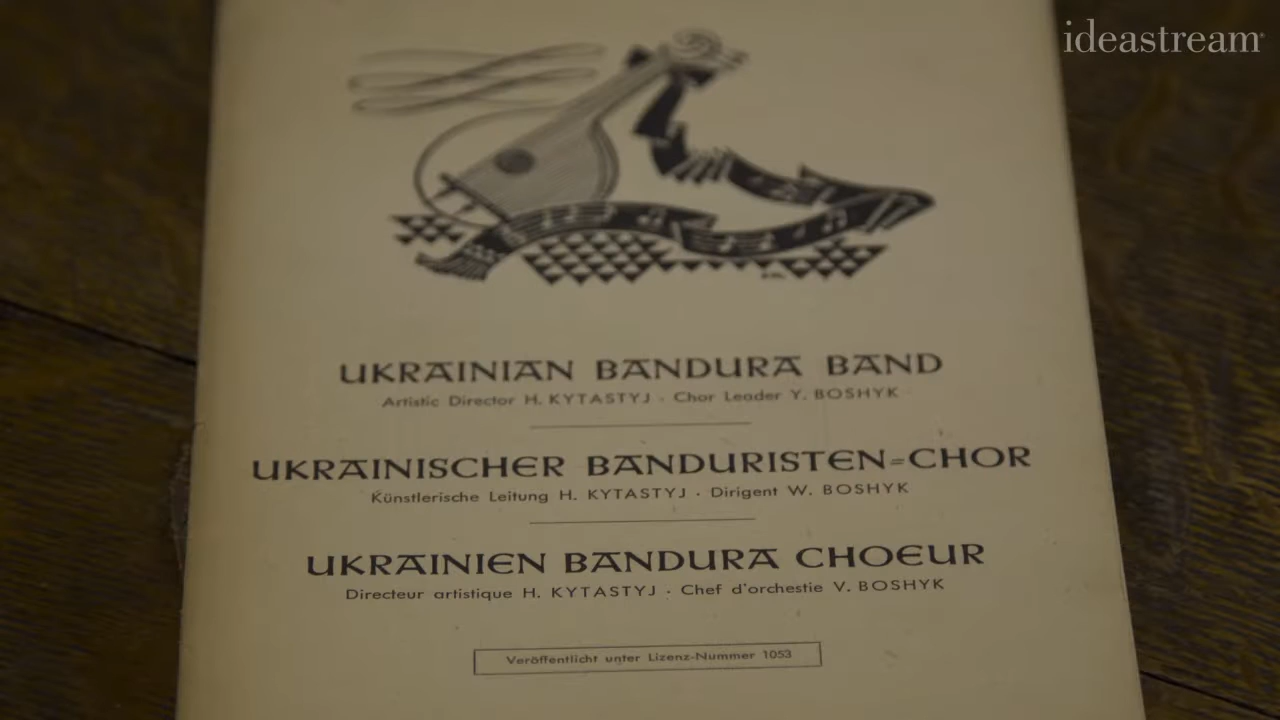 ideastream
UKRAINIAN BANDURA BAND
Artistic Director H. KYTASTYJ · Chor Leader Y. BOSHYK
UKRAINISCHER BANDURISTEN=CHOR
Künstlerische Leitung H. KYTASTYJ · Dirigent W. BOSHYK
UKRAINIEN BANDURA CHOEUR
Directeur artistique H. KYTASTYJ · Chef d'orchestie V. BOSHYK
Veröffentlicht unter Lizenz-Nummer 1053